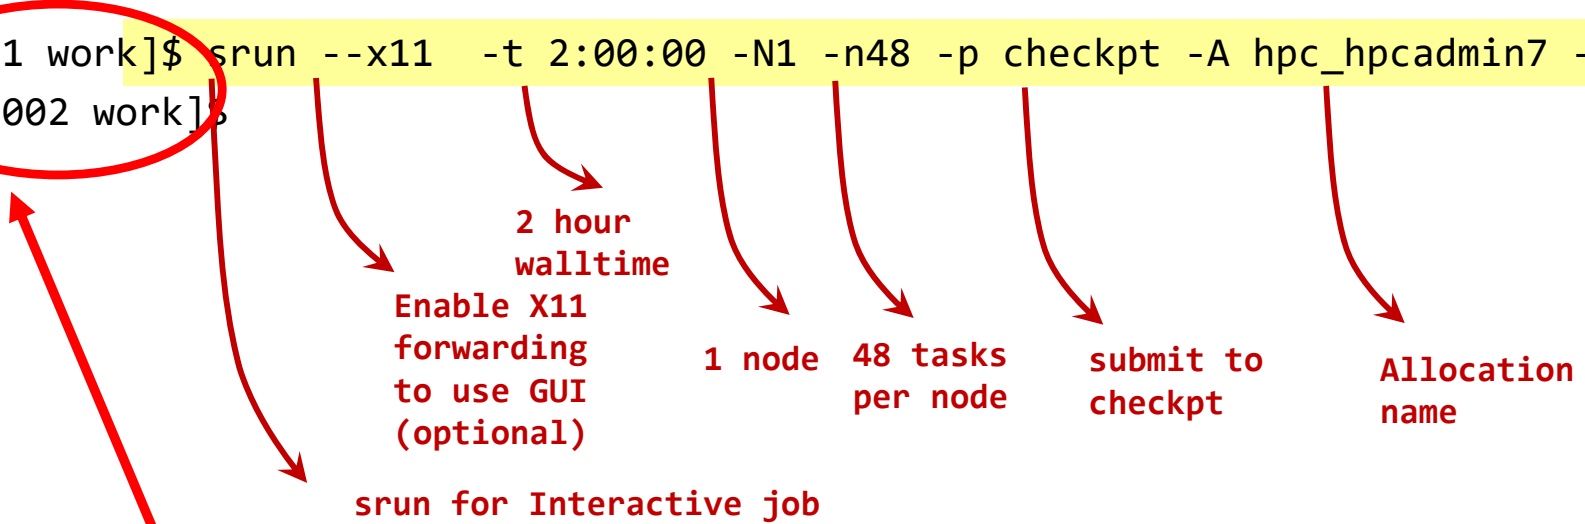 1 work]$ srun --x11 -t 2:00:00 -N1 -n48 -p checkpt -A hpc_hpcadmin7 -
002 work]$
2 hour
walltime
Enable X11
forwarding
to use GUI
(optional)
1 node
48 tasks
per node
submit to
checkpt
Allocation
name
srun for Interactive job